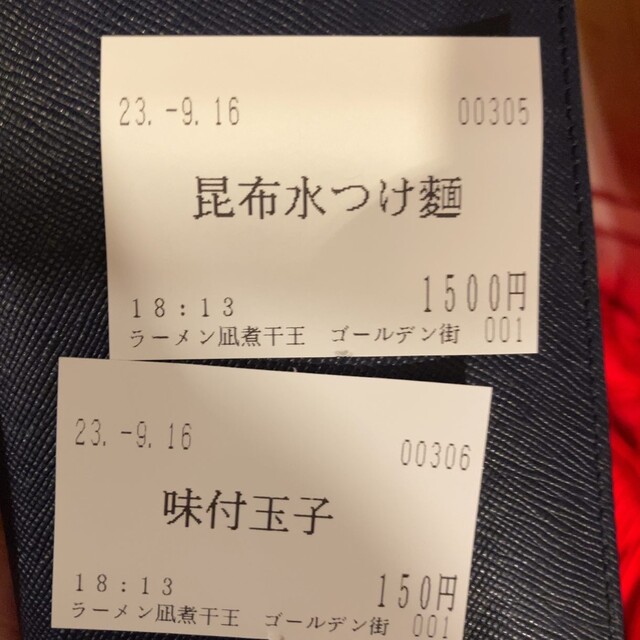 23.-9.16 00305
昆布水つけ麺
1500円
18:13
ラーメン凪煮干王 ゴールデン街 001
23.-9.16 00306
味付玉子
150円
18:13
ラーメン凪煮干王 ゴールデン街 001